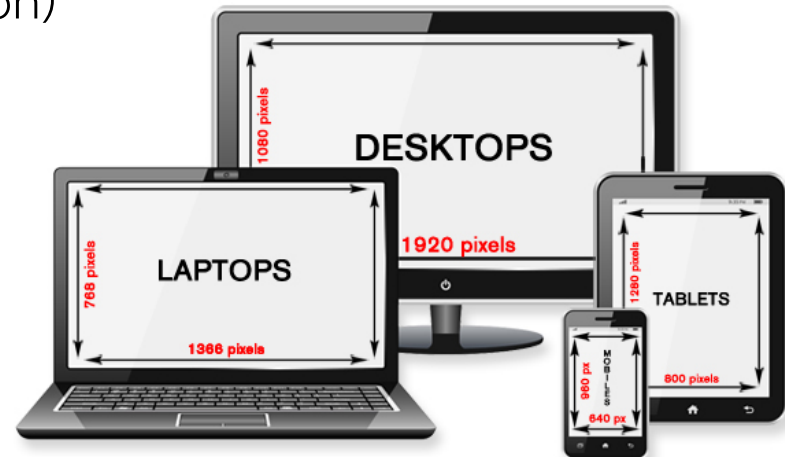 on)
1080 pixels
DESKTOPS
1920 pixels
768 pixels
LAPTOPS
1366 pixels
1280 pixels
TABLETS
800 pixels
960 px
MOBILES
640 px